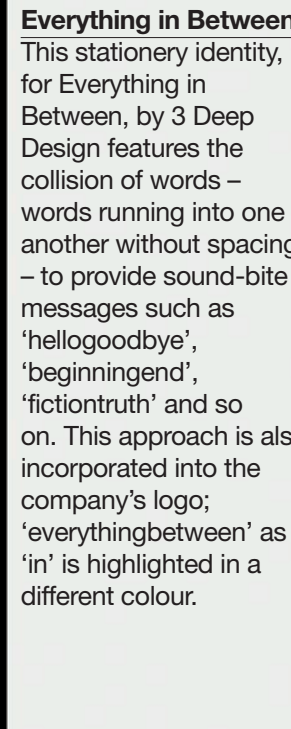 Everything in Between
This stationery identity,
for Everything in
Between, by 3 Deep
Design features the
collision of words –
words running into one
another without spacing
– to provide sound-bite
messages such as
‘hellogoodbye’,
‘beginningend’,
‘fictiontruth’ and so
on. This approach is als
incorporated into the
company’s logo;
‘everythingbetween’ as
‘in’ is highlighted in a
different colour.